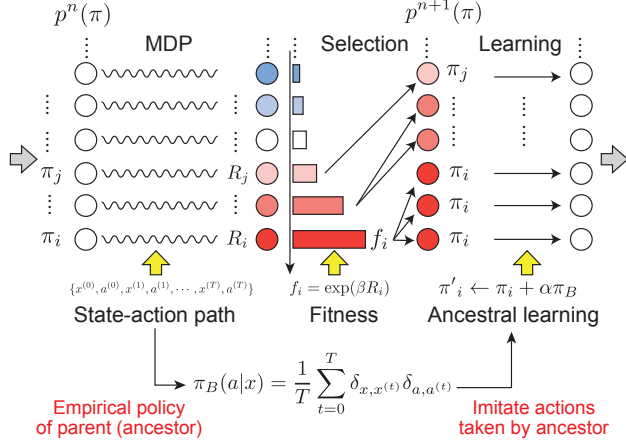 pⁿ(π)
pⁿ⁺¹(π)
MDP
Selection
Learning
π_j
R_j
π_i
R_i
f_i
π_j
π_i
π_i
π_i
{x^(0), a^(0), x^(1), a^(1), ⋯, x^(T), a^(T)}
f_i = exp(βR_i)
π'_i ← π_i + απ_B
State-action path
Fitness
Ancestral learning
π_B(a|x) = 1/T ∑_{t=0}^{T} δ_{x,x^(t)} δ_{a,a^(t)}
Empirical policy
of parent (ancestor)
Imitate actions
taken by ancestor